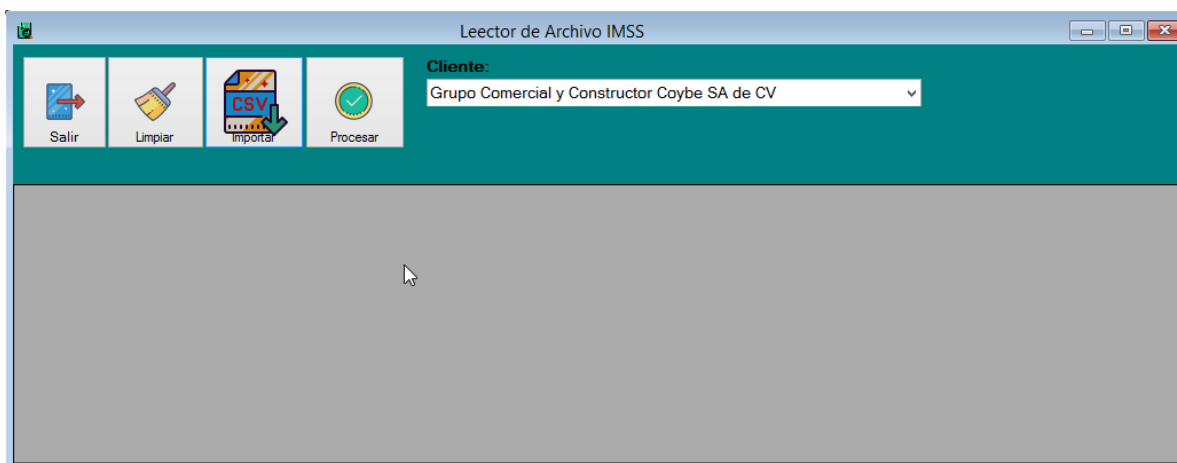 Leector de Archivo IMSS
Cliente:
Grupo Comercial y Constructor Coybe SA de CV
CSV
Salir Limpiar Importar Procesar